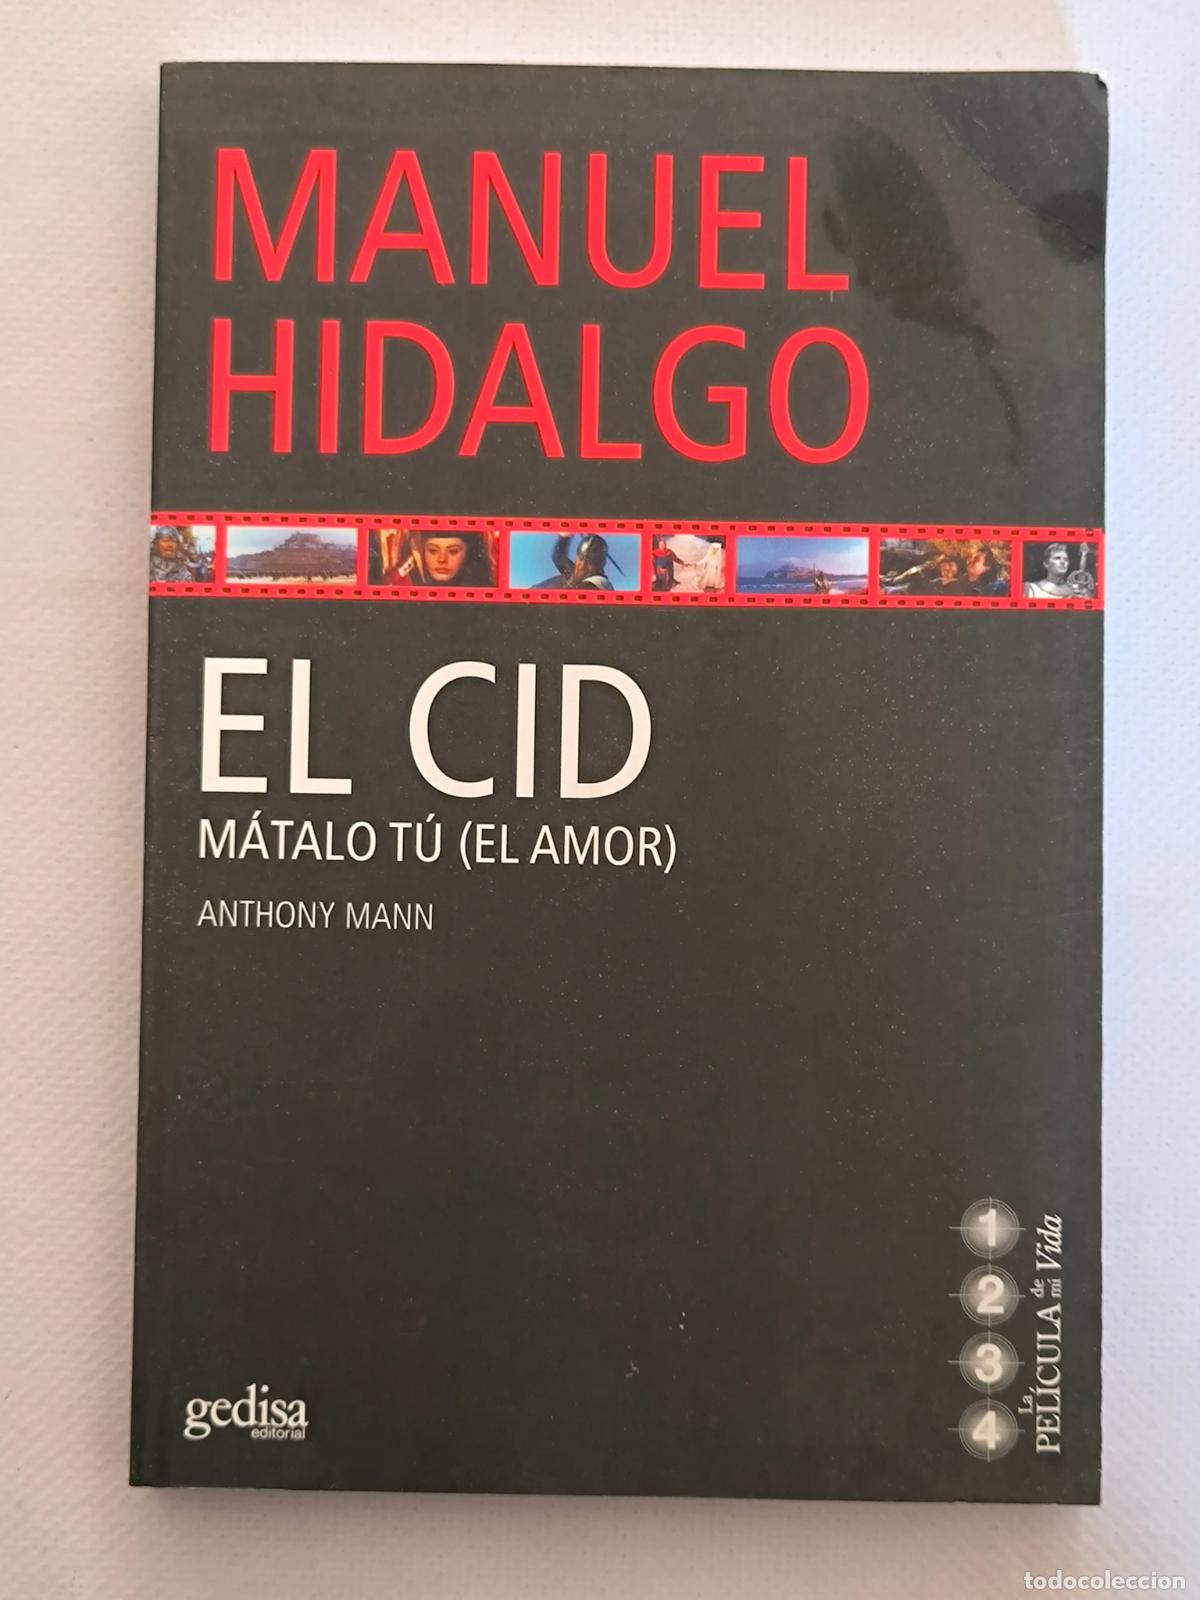 MANUEL
HIDALGO
EL CID
MÁTALO TÚ (EL AMOR)
ANTHONY MANN
1
2
3
4
La PELÍCULA de mi Vida
gedisa
editorial
todocoleccion